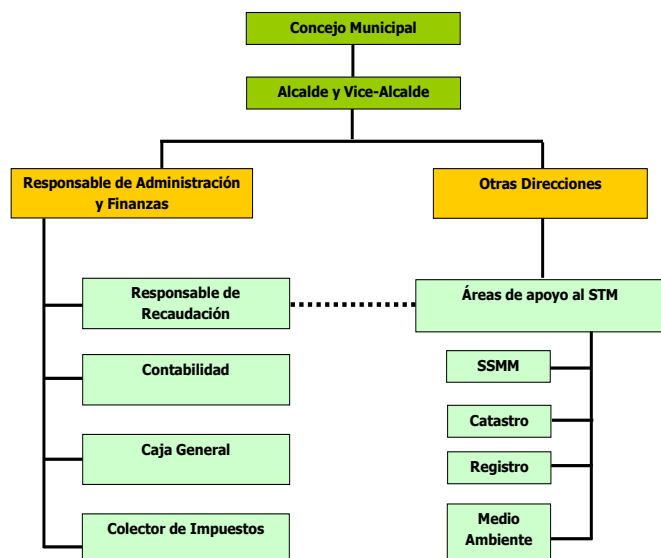 Concejo Municipal
Alcalde y Vice-Alcalde
Responsable de Administración
y Finanzas
Otras Direcciones
Responsable de
Recaudación
Áreas de apoyo al STM
Contabilidad
SSMM
Catastro
Caja General
Registro
Colector de Impuestos
Medio
Ambiente